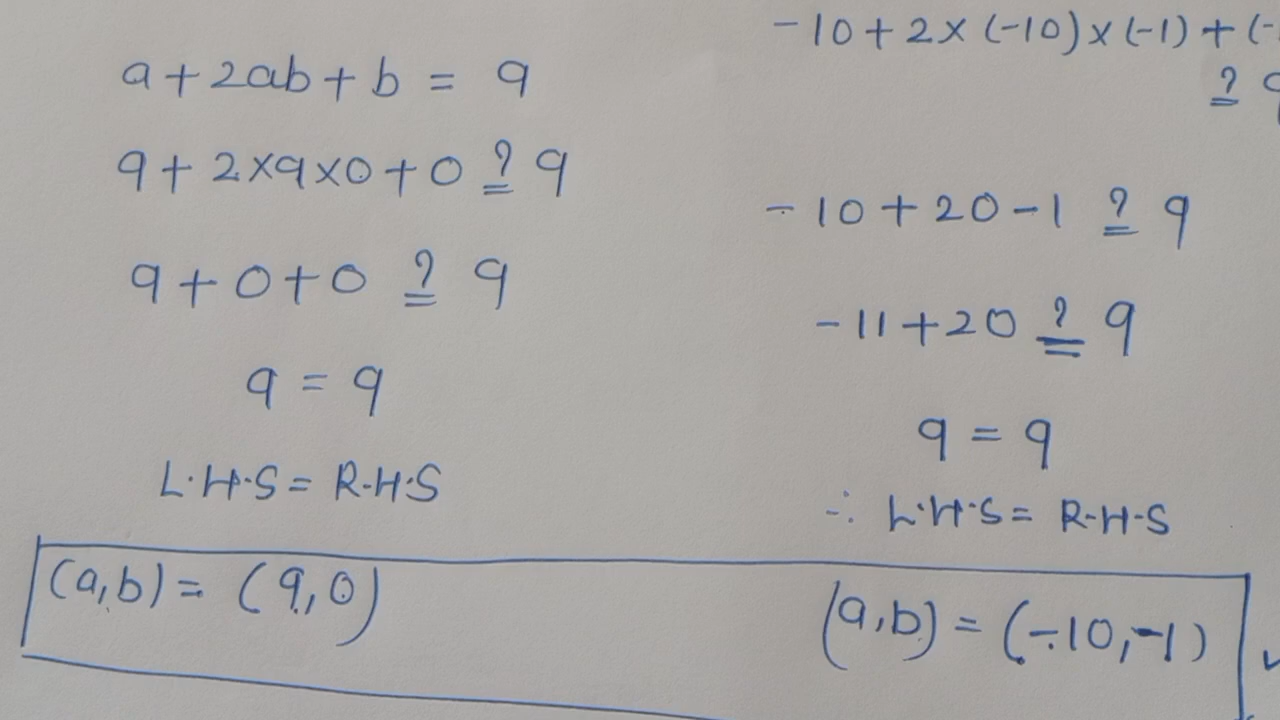 a + 2ab + b = 9
9 + 2×9×0 + 0 ≟ 9
9 + 0 + 0 ≟ 9
9 = 9
L.H.S = R.H.S
(a,b) = (9,0)
-10 + 2 × (-10) × (-1) + (-
≟ 9
-10 + 20 - 1 ≟ 9
-11 + 20 ≟ 9
9 = 9
∴ L.H.S = R.H.S
(a,b) = (-10,-1)